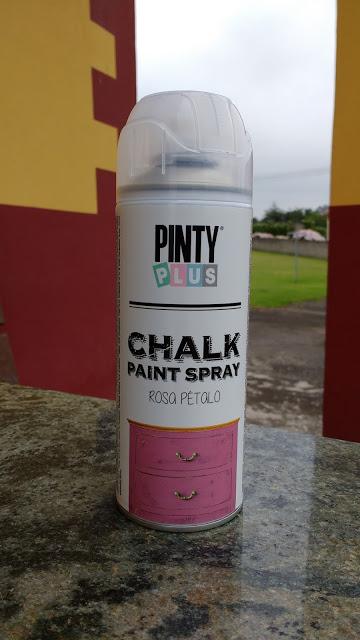 PINTY®
PLUS
CHALK
PAINT SPRAY
ROSA PÉTALO